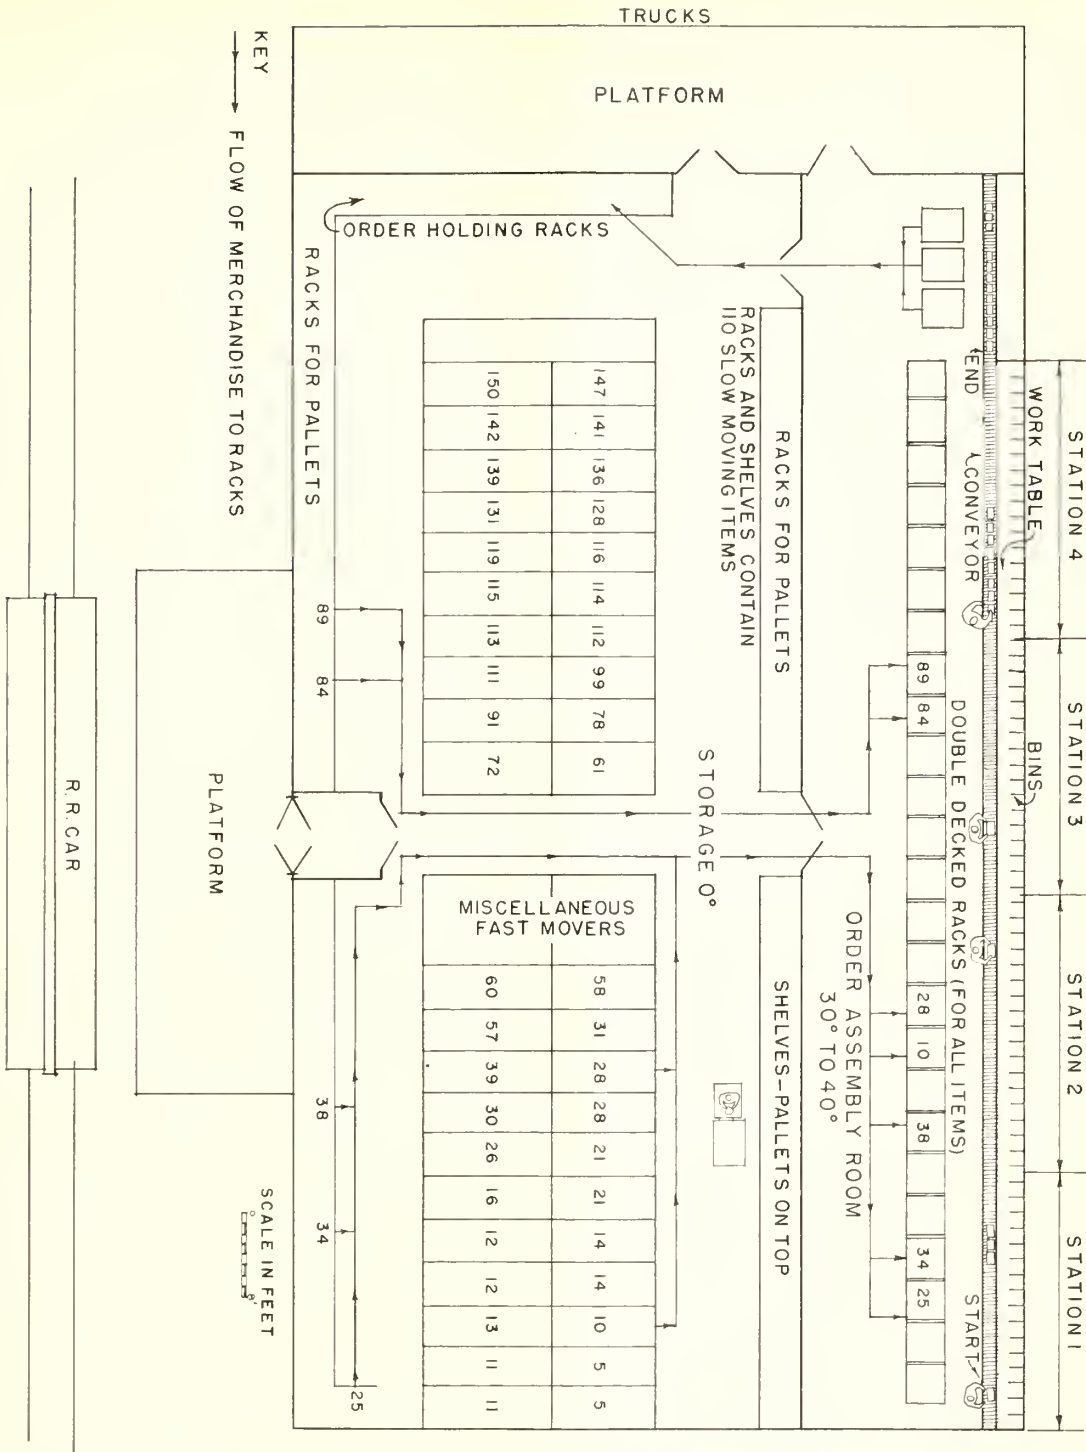 TRUCKS
PLATFORM
KEY
FLOW OF MERCHANDISE TO RACKS
ORDER HOLDING RACKS
RACKS FOR PALLETS
RACKS AND SHELVES CONTAIN
110 SLOW MOVING ITEMS
RACKS FOR PALLETS
END
CONVEYOR
WORK TABLE
BINS
STATION 4
STATION 3
STATION 2
STATION 1
147
141
136
128
116
114
112
99
78
61
150
142
139
131
119
115
113
111
91
72
89
84
89
84
DOUBLE DECKED RACKS (FOR ALL ITEMS)
STORAGE 0°
PLATFORM
R.R. CAR
MISCELLANEOUS
FAST MOVERS
58
31
28
28
21
21
14
14
10
5
5
60
57
39
30
26
16
12
12
13
11
11
ORDER ASSEMBLY ROOM
30° TO 40°
SHELVES-PALLETS ON TOP
28
10
38
34
25
START
38
34
25
SCALE IN FEET
0
8'